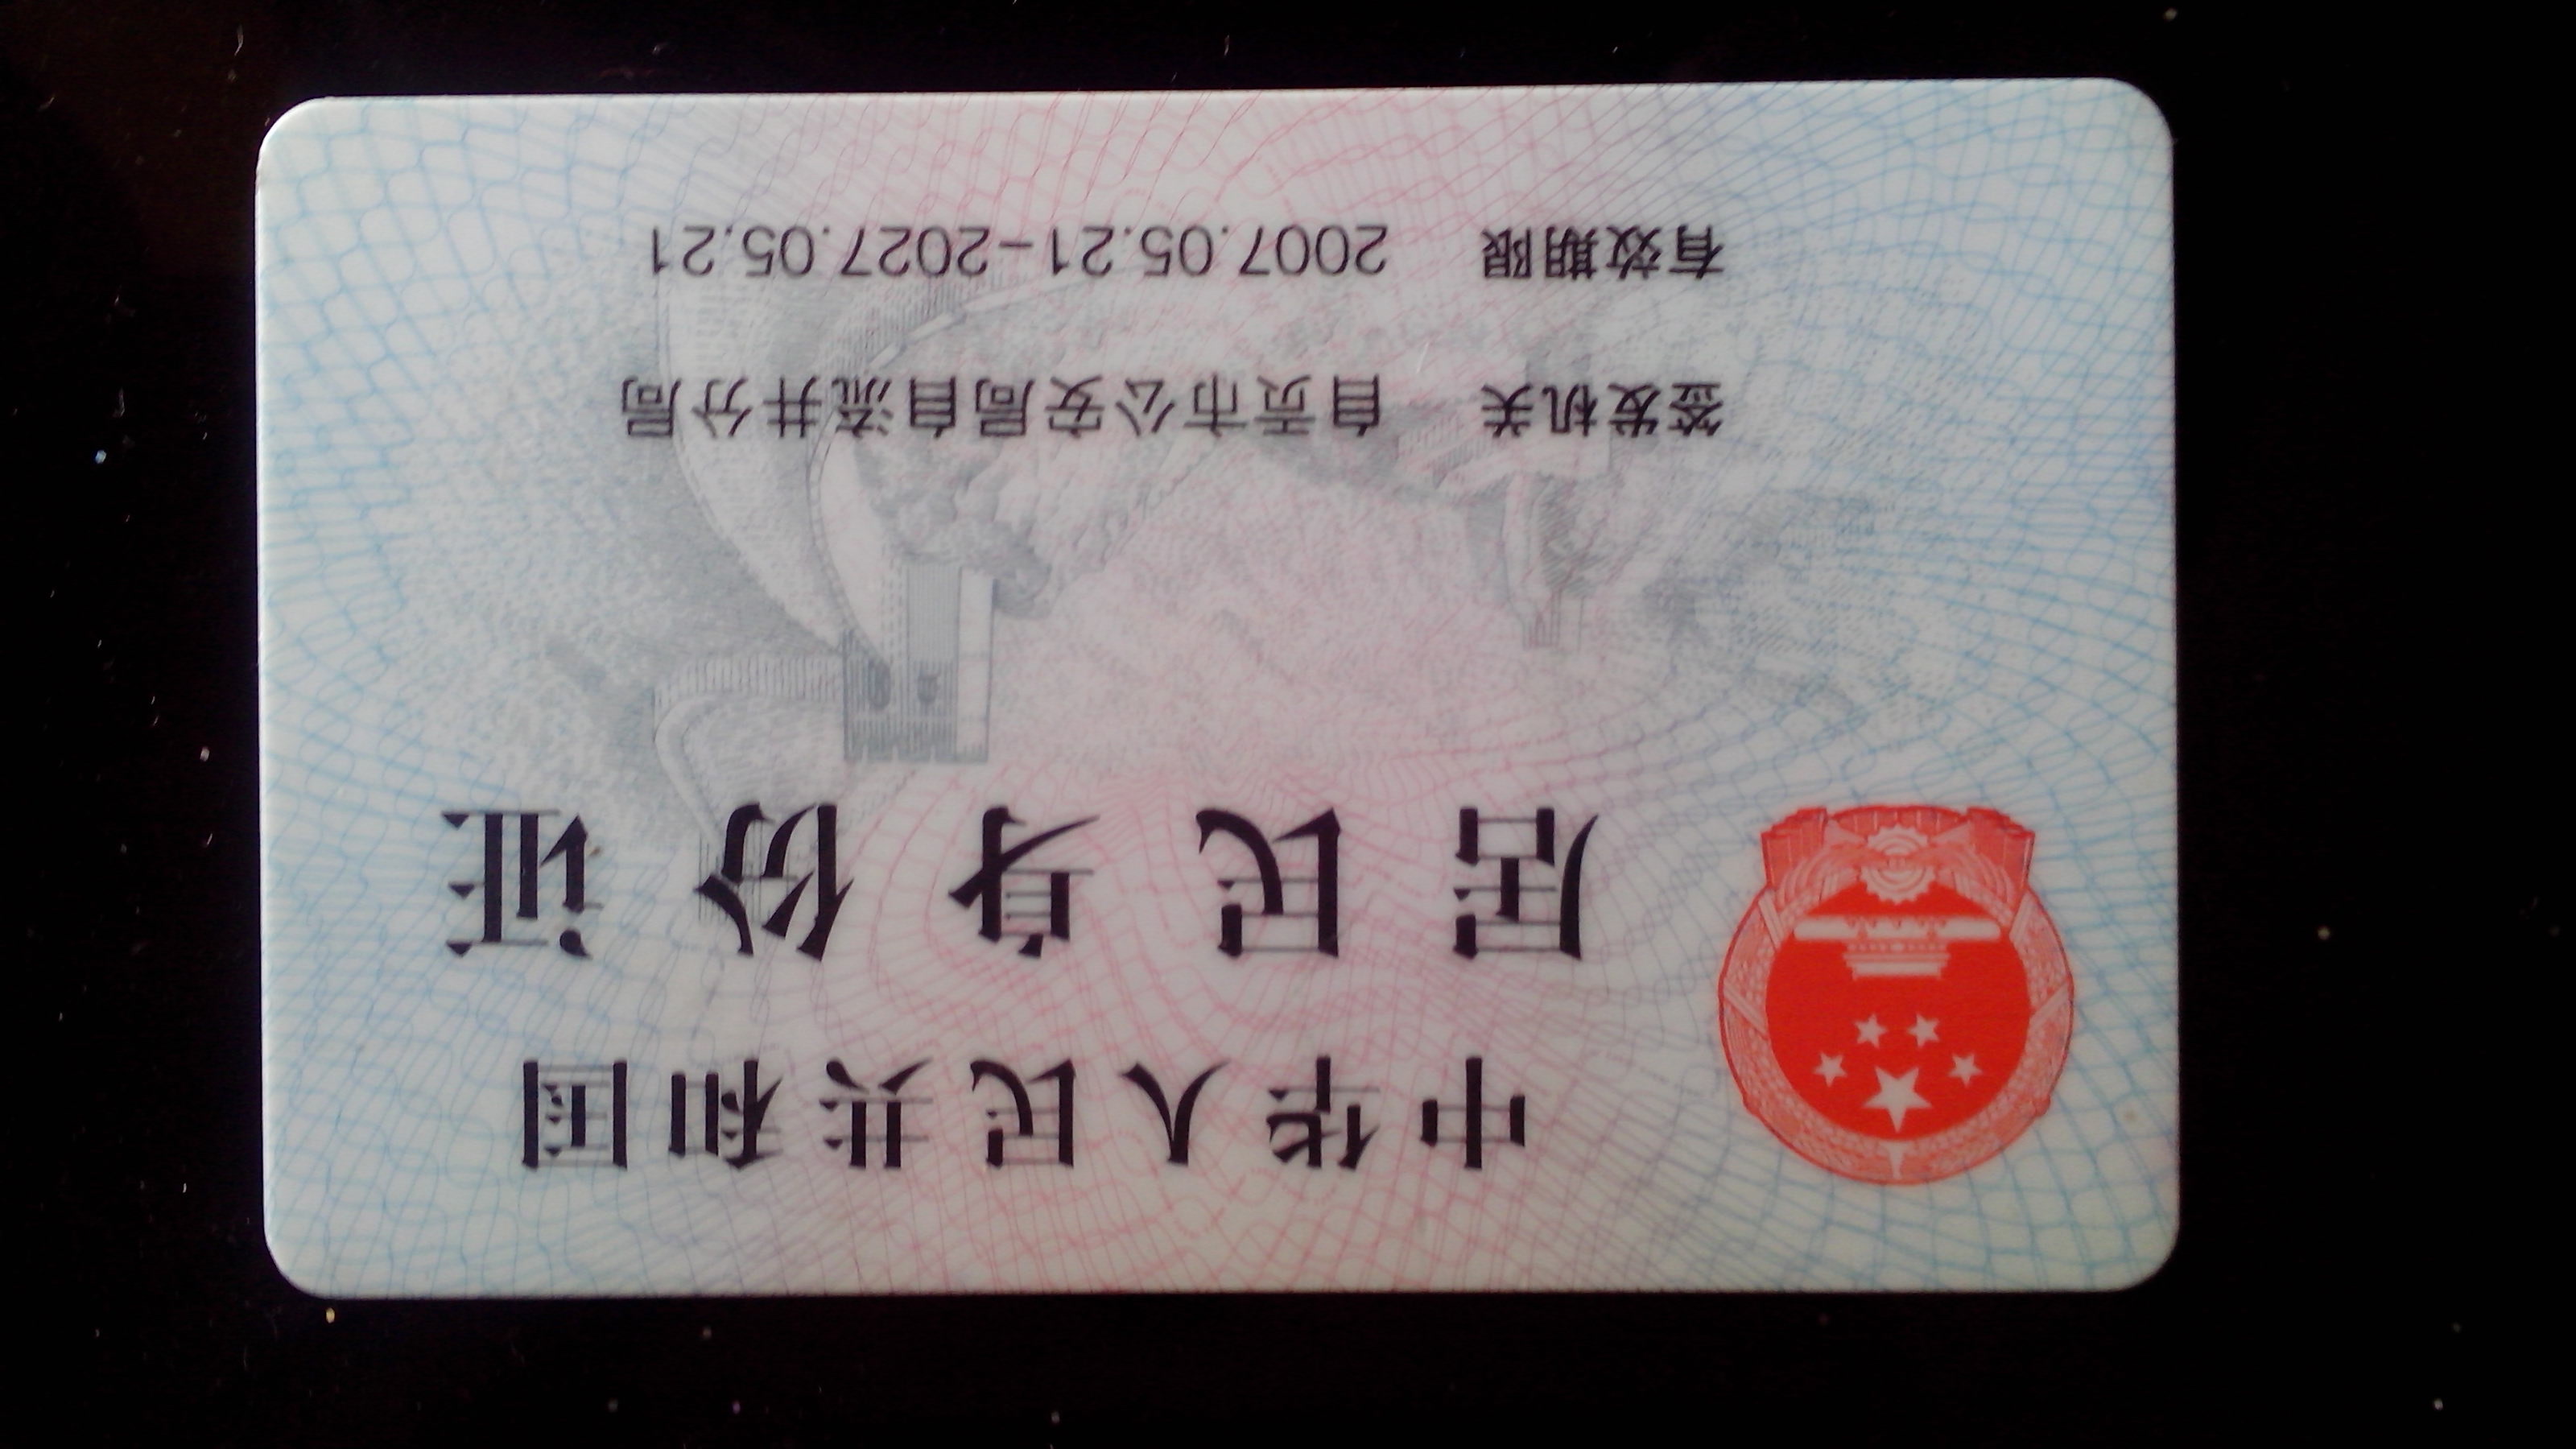 中华人民共和国
居民身份证
签发机关 自贡市公安局自流井分局
有效期限 2007.05.21-2027.05.21